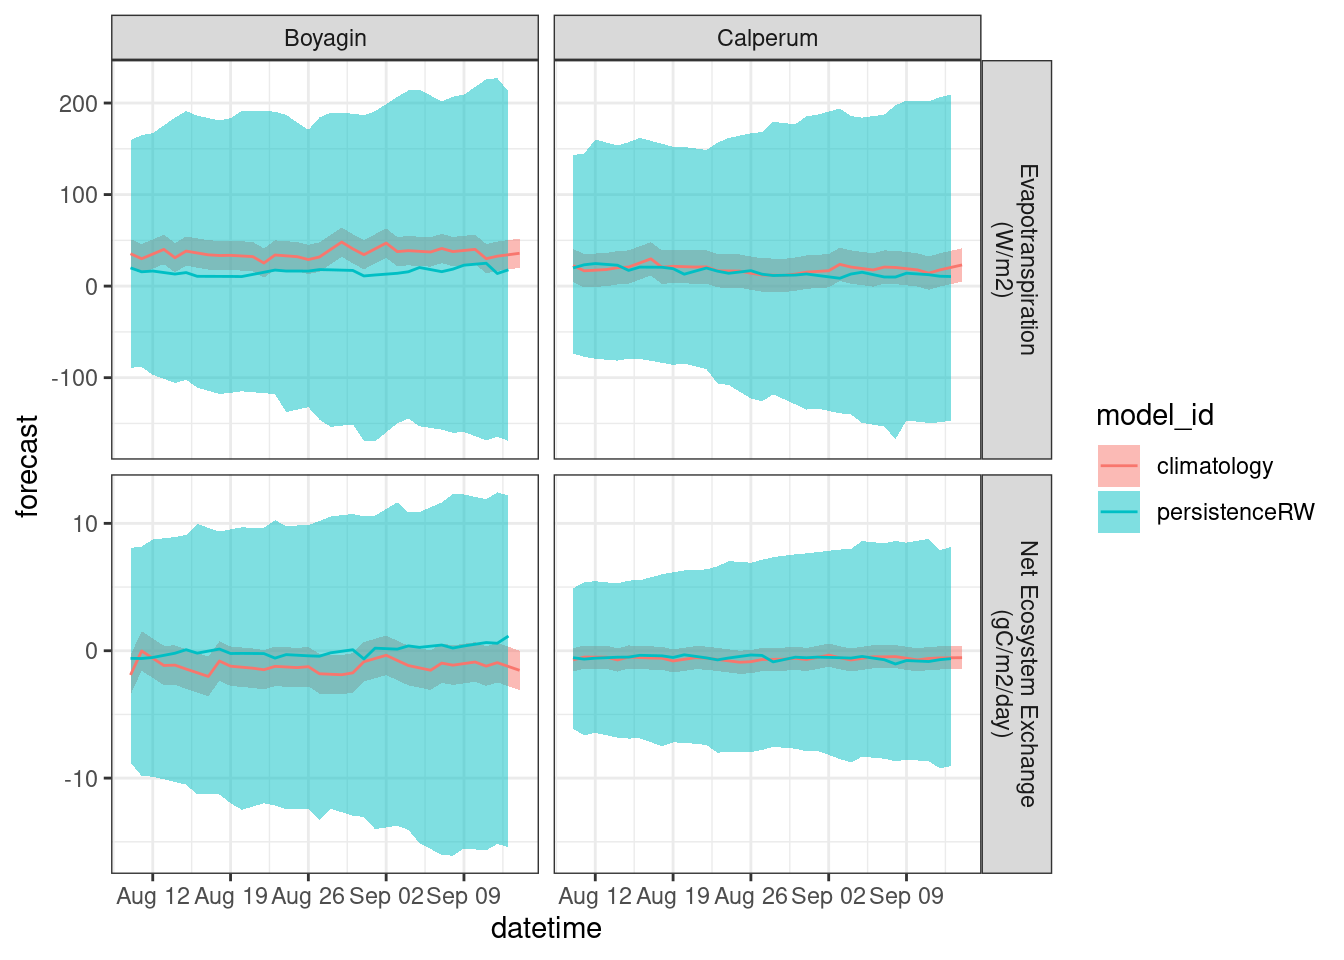 Boyagin
Calperum
200
100
0
-100
Evapotranspiration
(W/m2)
10
0
-10
Net Ecosystem Exchange
(gC/m2/day)
forecast
Aug 12 Aug 19 Aug 26 Sep 02 Sep 09
Aug 12 Aug 19 Aug 26 Sep 02 Sep 09
datetime
model_id
climatology
persistenceRW